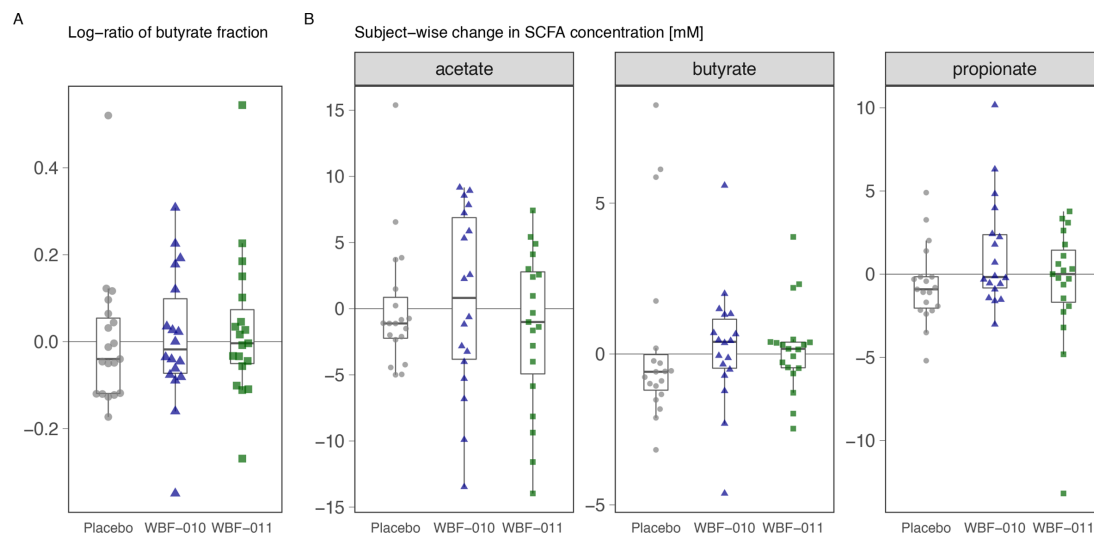 A
Log−ratio of butyrate fraction
0.4
0.2
0.0
−0.2
Placebo WBF−010 WBF−011
B
Subject−wise change in SCFA concentration [mM]
acetate
15
10
5
0
−5
−10
−15
Placebo WBF−010 WBF−011
butyrate
5
0
−5
Placebo WBF−010 WBF−011
propionate
10
5
0
−5
−10
Placebo WBF−010 WBF−011